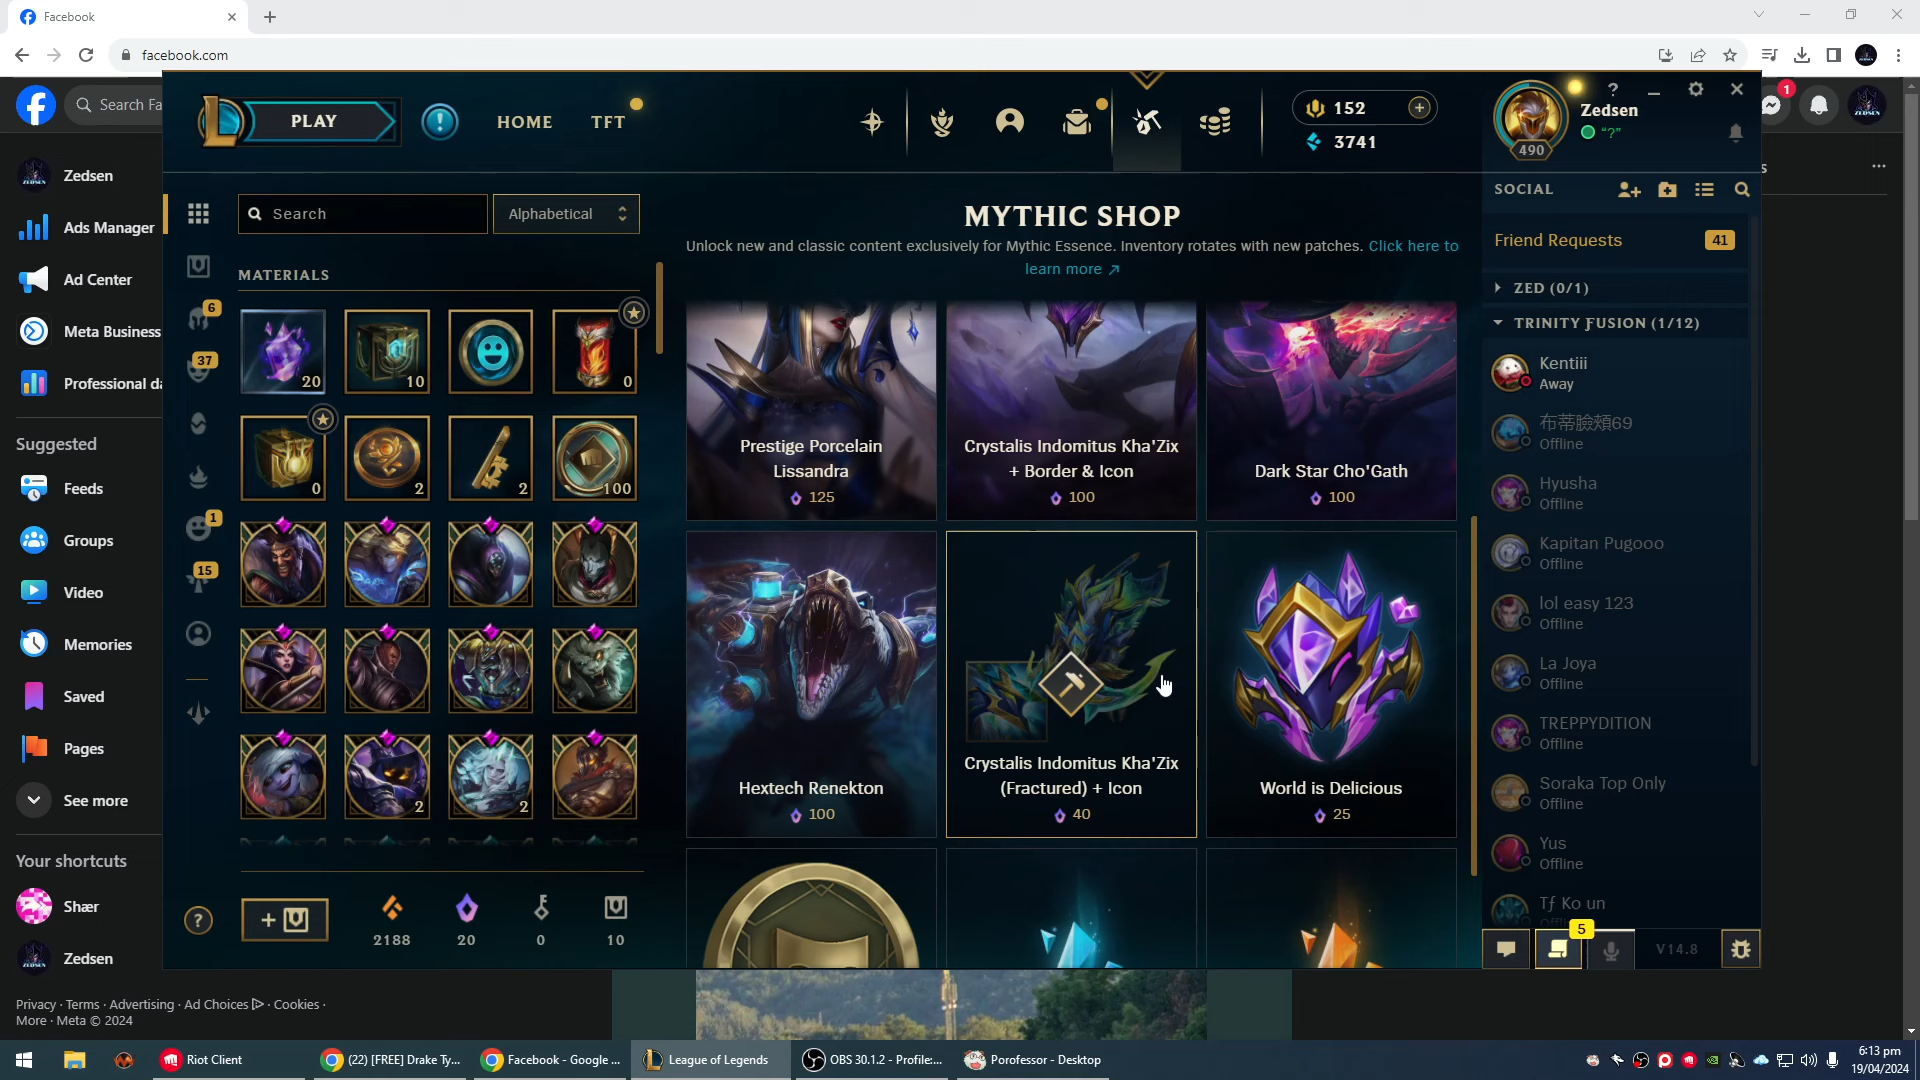 Facebook
facebook.com
Search Fa
Zedsen
Ads Manager
Ad Center
Meta Business
Professional da
Suggested
Feeds
Groups
Video
Memories
Saved
Pages
See more
Your shortcuts
Shær
Zedsen
Privacy · Terms · Advertising · Ad Choices · Cookies ·
More · Meta © 2024
PLAY
HOME
TFT
152
3741
490
Zedsen
"?"
1
s
Search
Alphabetical
MATERIALS
6
37
1
15
20
10
0
0
2
2
100
2
2
?
2188
20
0
10
MYTHIC SHOP
Unlock new and classic content exclusively for Mythic Essence. Inventory rotates with new patches. Click here to
learn more
Prestige Porcelain
Lissandra
125
Crystalis Indomitus Kha'Zix
+ Border & Icon
100
Dark Star Cho'Gath
100
Hextech Renekton
100
Crystalis Indomitus Kha'Zix
(Fractured) + Icon
40
World is Delicious
25
SOCIAL
Friend Requests
41
ZED (0/1)
TRINITY FUSION (1/12)
Kentiii
Away
布蒂臉頰69
Offline
Hyusha
Offline
Kapitan Pugooo
Offline
lol easy 123
Offline
La Joya
Offline
TREPPYDITION
Offline
Soraka Top Only
Offline
Yus
Offline
Tƒ Ko un
5
V14.8
Riot Client
(22) [FREE] Drake Ty...
Facebook - Google ...
League of Legends
OBS 30.1.2 - Profile:...
Porofessor - Desktop
6:13 pm
19/04/2024